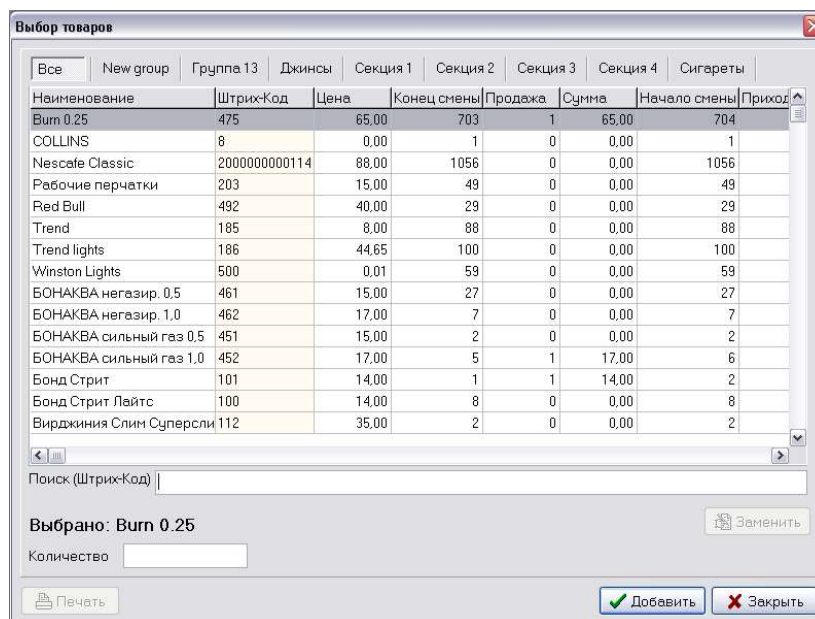 Выбор товаров
Все New group Группа 13 Джинсы Секция 1 Секция 2 Секция 3 Секция 4 Сигареты
Наименование Штрих-Код Цена Конец смены Продажа Сумма Начало смены Приход
Burn 0.25 475 65,00 703 1 65,00 704
COLLINS 8 0,00 1 0 0,00 1
Nescafe Classic 2000000000114 88,00 1056 0 0,00 1056
Рабочие перчатки 203 15,00 49 0 0,00 49
Red Bull 492 40,00 29 0 0,00 29
Trend 185 8,00 88 0 0,00 88
Trend lights 186 44,65 100 0 0,00 100
Winston Lights 500 0,01 59 0 0,00 59
БОНАКВА негазир. 0,5 461 15,00 27 0 0,00 27
БОНАКВА негазир. 1,0 462 17,00 7 0 0,00 7
БОНАКВА сильный газ 0,5 451 15,00 2 0 0,00 2
БОНАКВА сильный газ 1,0 452 17,00 5 1 17,00 6
Бонд Стрит 101 14,00 1 1 14,00 2
Бонд Стрит Лайтс 100 14,00 8 0 0,00 8
Вирджиния Слим Суперсли 112 35,00 2 0 0,00 2
Поиск (Штрих-Код)
Выбрано: Burn 0.25
Заменить
Количество
Печать Добавить Закрыть